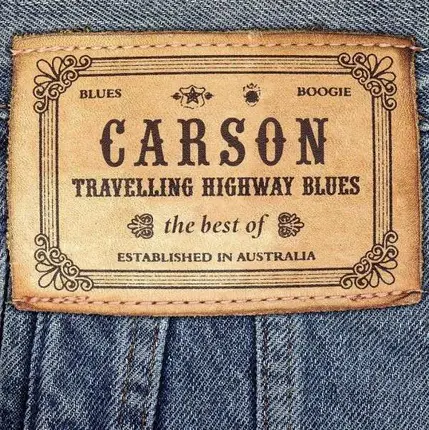 BLUES BOOGIE
CARSON
TRAVELLING HIGHWAY BLUES
the best of
ESTABLISHED IN AUSTRALIA